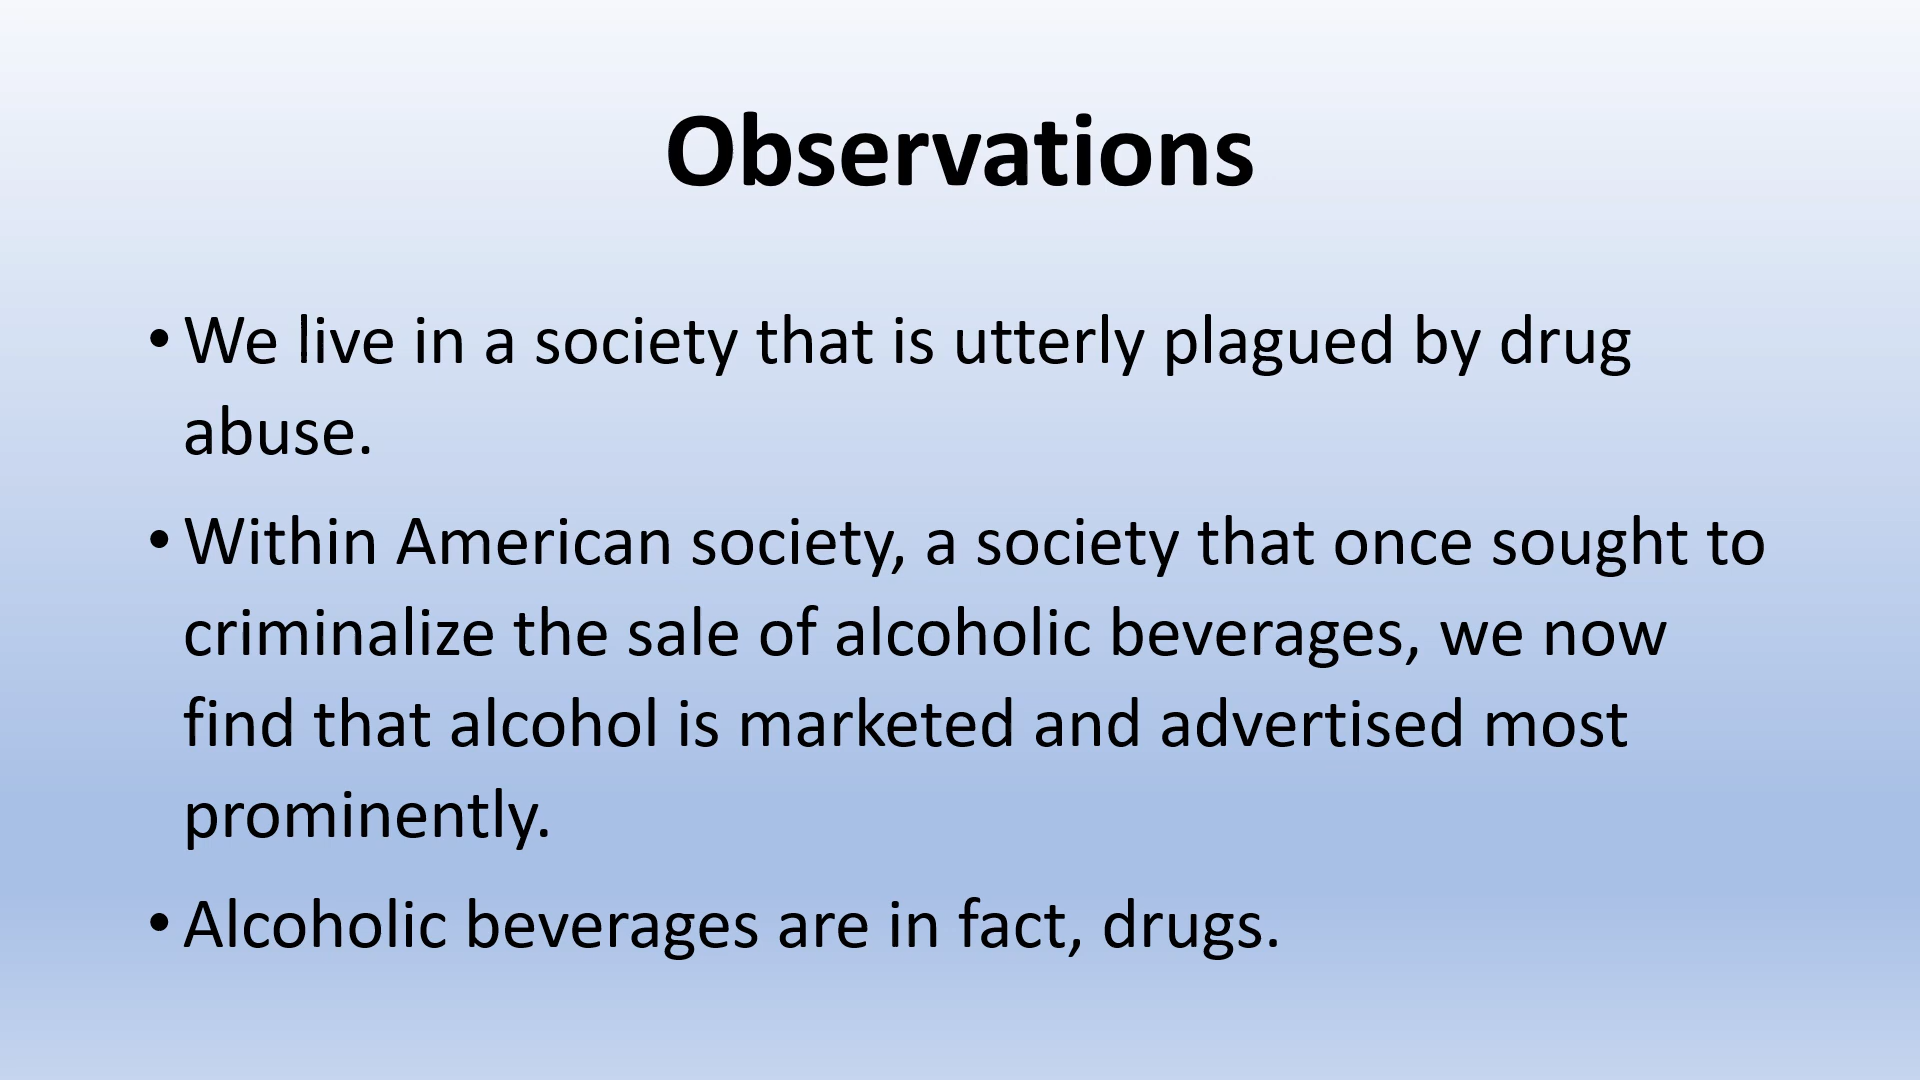 Observations
• We live in a society that is utterly plagued by drug
abuse.
• Within American society, a society that once sought to
criminalize the sale of alcoholic beverages, we now
find that alcohol is marketed and advertised most
prominently.
• Alcoholic beverages are in fact, drugs.